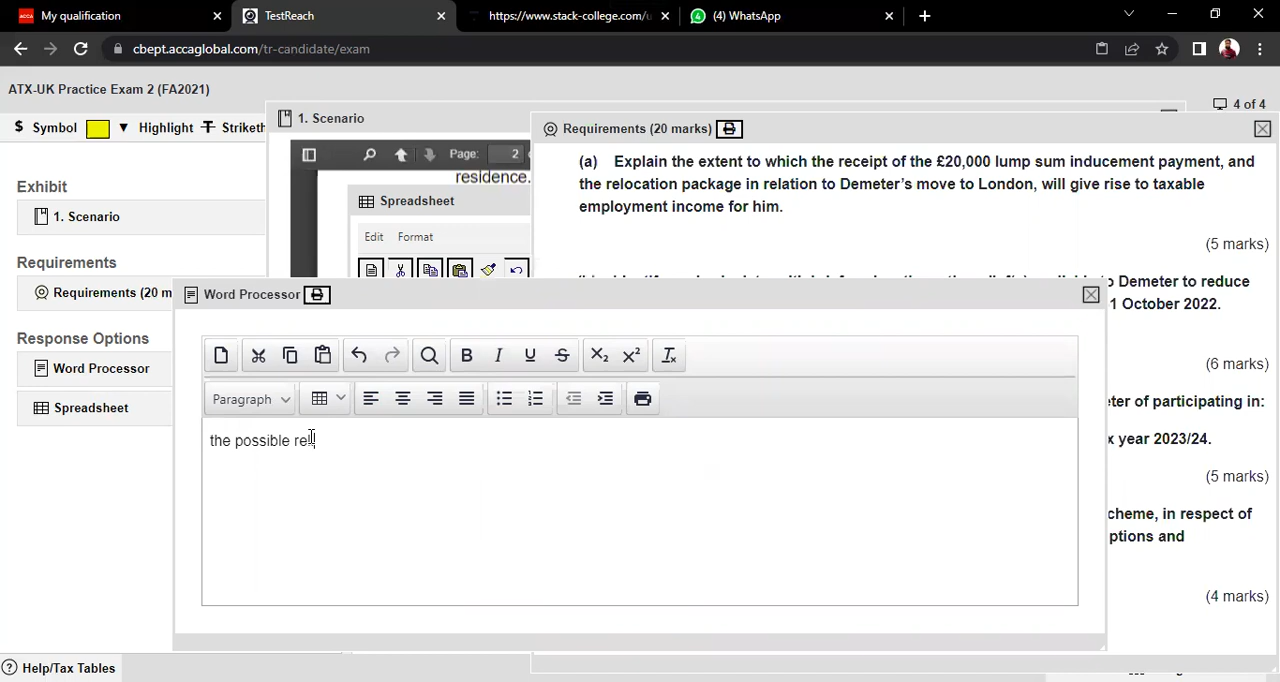 My qualification
TestReach
https://www.stack-college.com/u
(4) WhatsApp
cbept.accaglobal.com/tr-candidate/exam
ATX-UK Practice Exam 2 (FA2021)
4 of 4
$ Symbol Highlight T Striketh
1. Scenario
Requirements (20 marks)
Page: 2
residence.
(a) Explain the extent to which the receipt of the £20,000 lump sum inducement payment, and
the relocation package in relation to Demeter's move to London, will give rise to taxable
employment income for him.
(5 marks)
Exhibit
1. Scenario
Spreadsheet
Edit Format
Requirements
Requirements (20 m
Demeter to reduce
1 October 2022.
(6 marks)
Word Processor
Response Options
Word Processor
Spreadsheet
Paragraph
eter of participating in:
x year 2023/24.
(5 marks)
the possible rel
cheme, in respect of
ptions and
(4 marks)
Help/Tax Tables